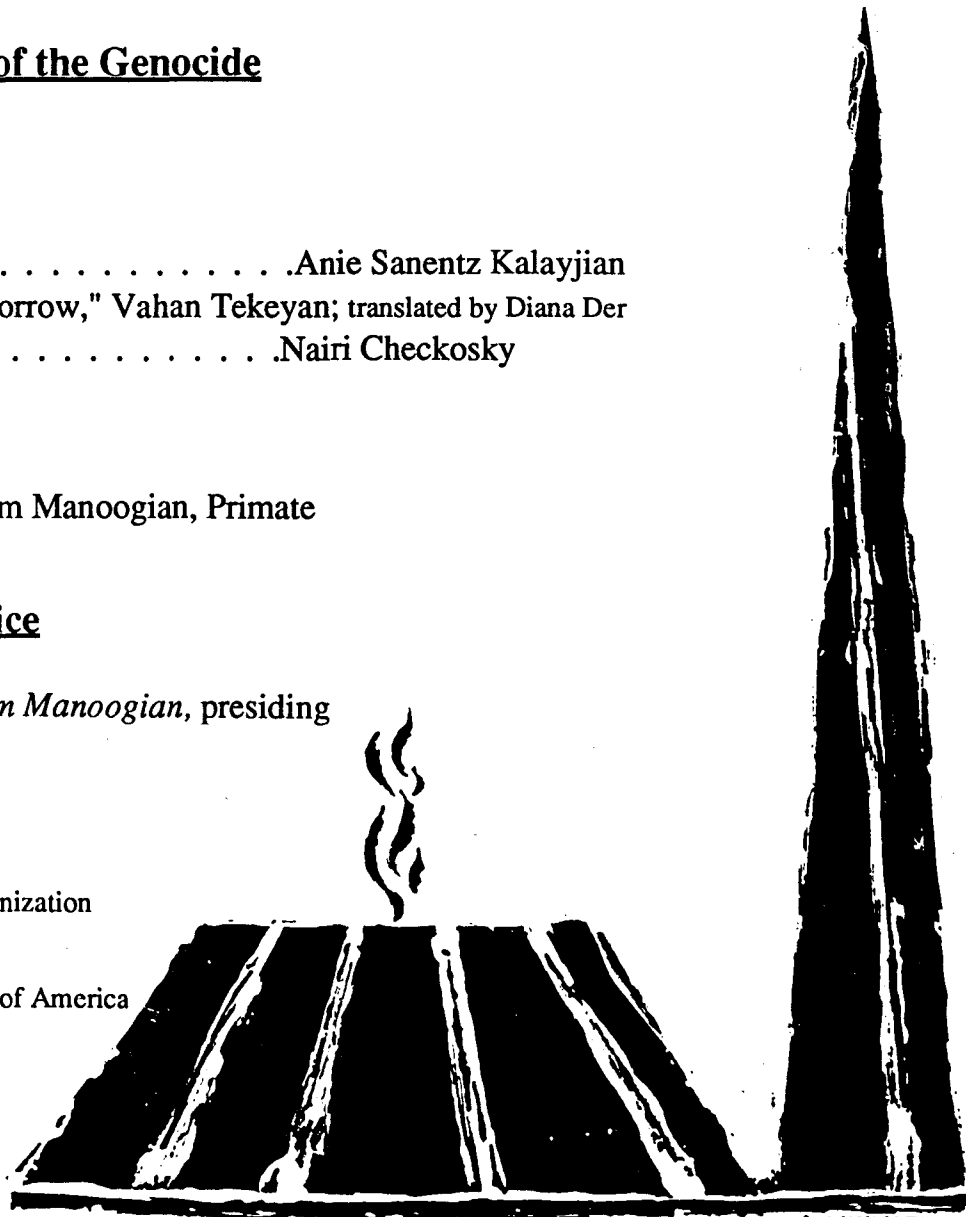 of the Genocide
. . . . . . . . . . . . .Anie Sanentz Kalayjian
orrow," Vahan Tekeyan; translated by Diana Der
. . . . . . . . . . . .Nairi Checkosky
m Manoogian, Primate
ice
m Manoogian, presiding
nization
of America